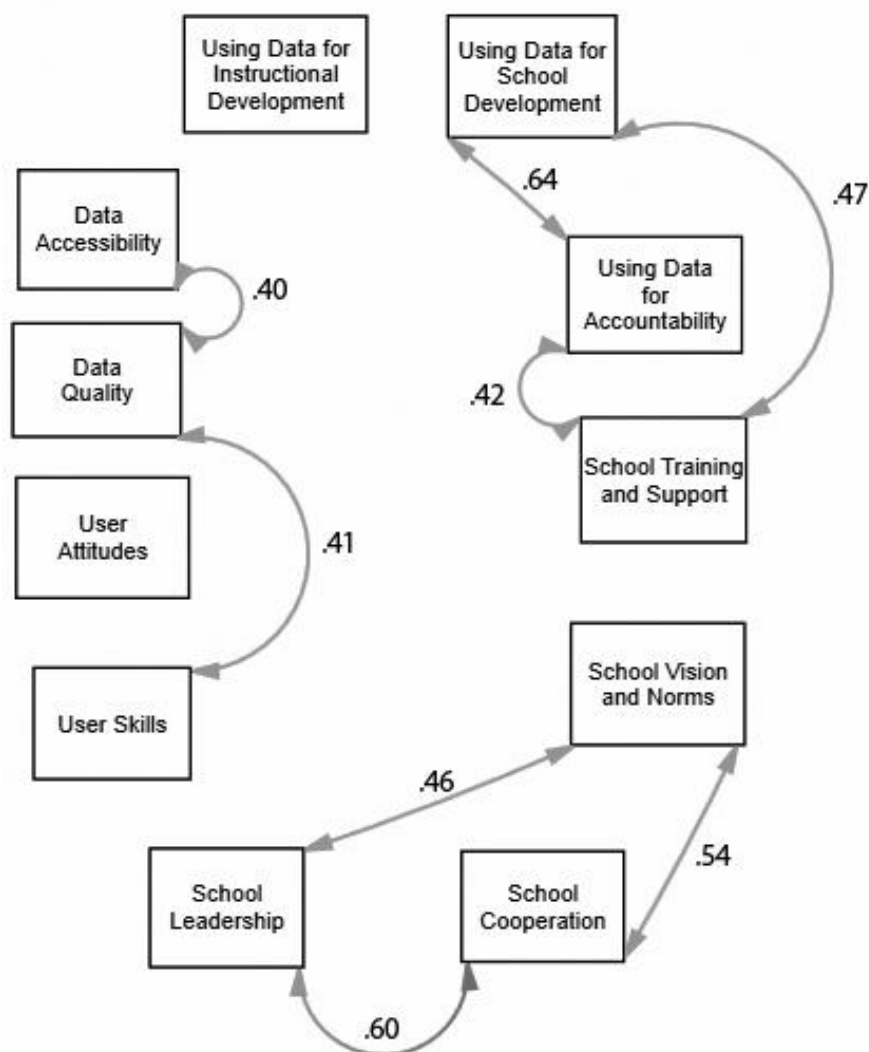 Using Data for
Instructional
Development
Using Data for
School
Development
.64
.47
Data
Accessibility
.40
Using Data
for
Accountability
Data
Quality
.42
School Training
and Support
User
Attitudes
.41
School Vision
and Norms
User Skills
.46
.54
School
Leadership
School
Cooperation
.60